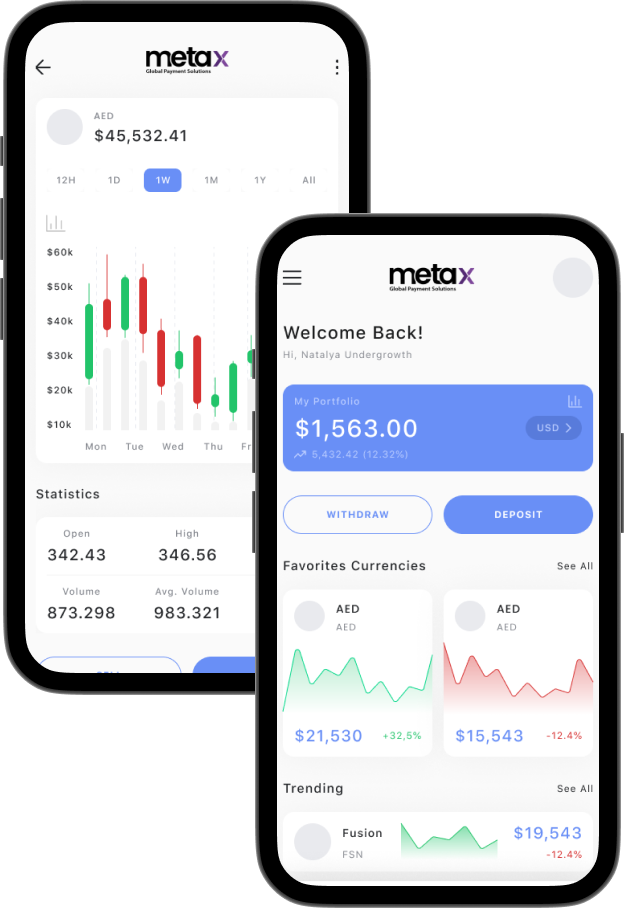 metax
Global Payment Solutions
AED
$45,532.41
12H 1D 1W 1M 1Y All
$60k
$50k
$40k
$30k
$20k
$10k
Mon Tue Wed Thu
Statistics
Open High
342.43 346.56
Volume Avg. Volume
873.298 983.321
metax
Global Payment Solutions
Welcome Back!
Hi, Natalya Undergrowth
My Portfolio
$1,563.00
USD
5,432.42 (12.32%)
WITHDRAW DEPOSIT
Favorites Currencies See All
AED
AED
$21,530 +32,5%
AED
AED
$15,543 -12.4%
Trending See All
Fusion $19,543
FSN -12.4%